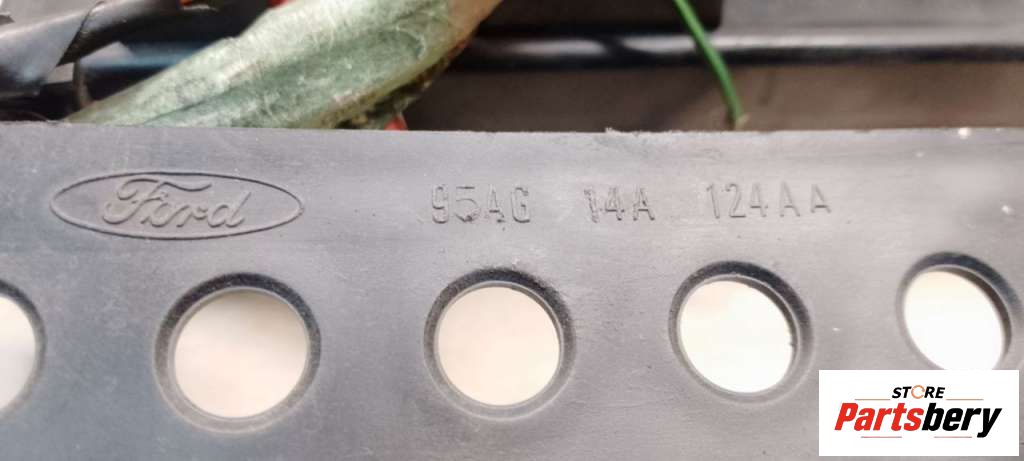 Ford 95AG 14A 124AA
STORE
Partsbery